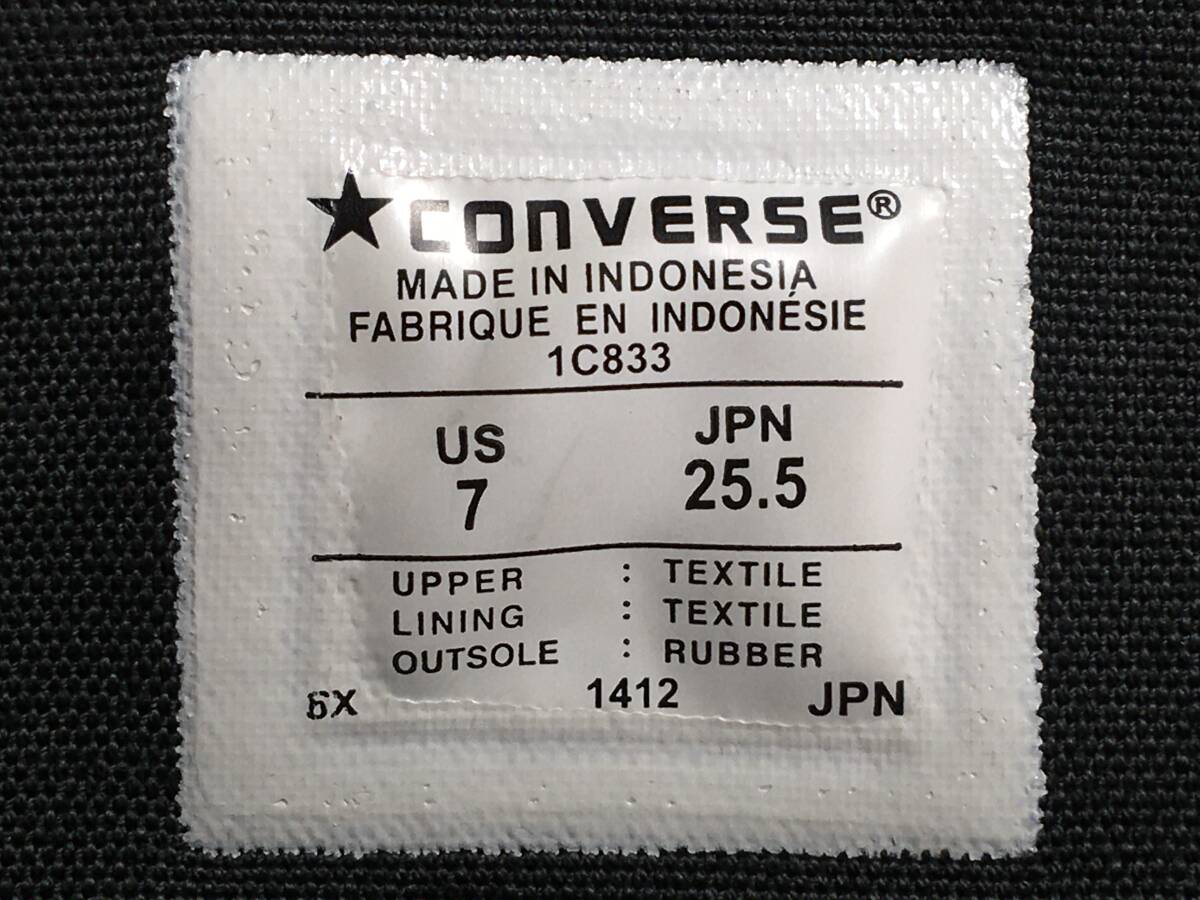 ★CONVERSE®
MADE IN INDONESIA
FABRIQUE EN INDONÉSIE
1C833
US JPN
7 25.5
UPPER : TEXTILE
LINING : TEXTILE
OUTSOLE : RUBBER
6X 1412 JPN